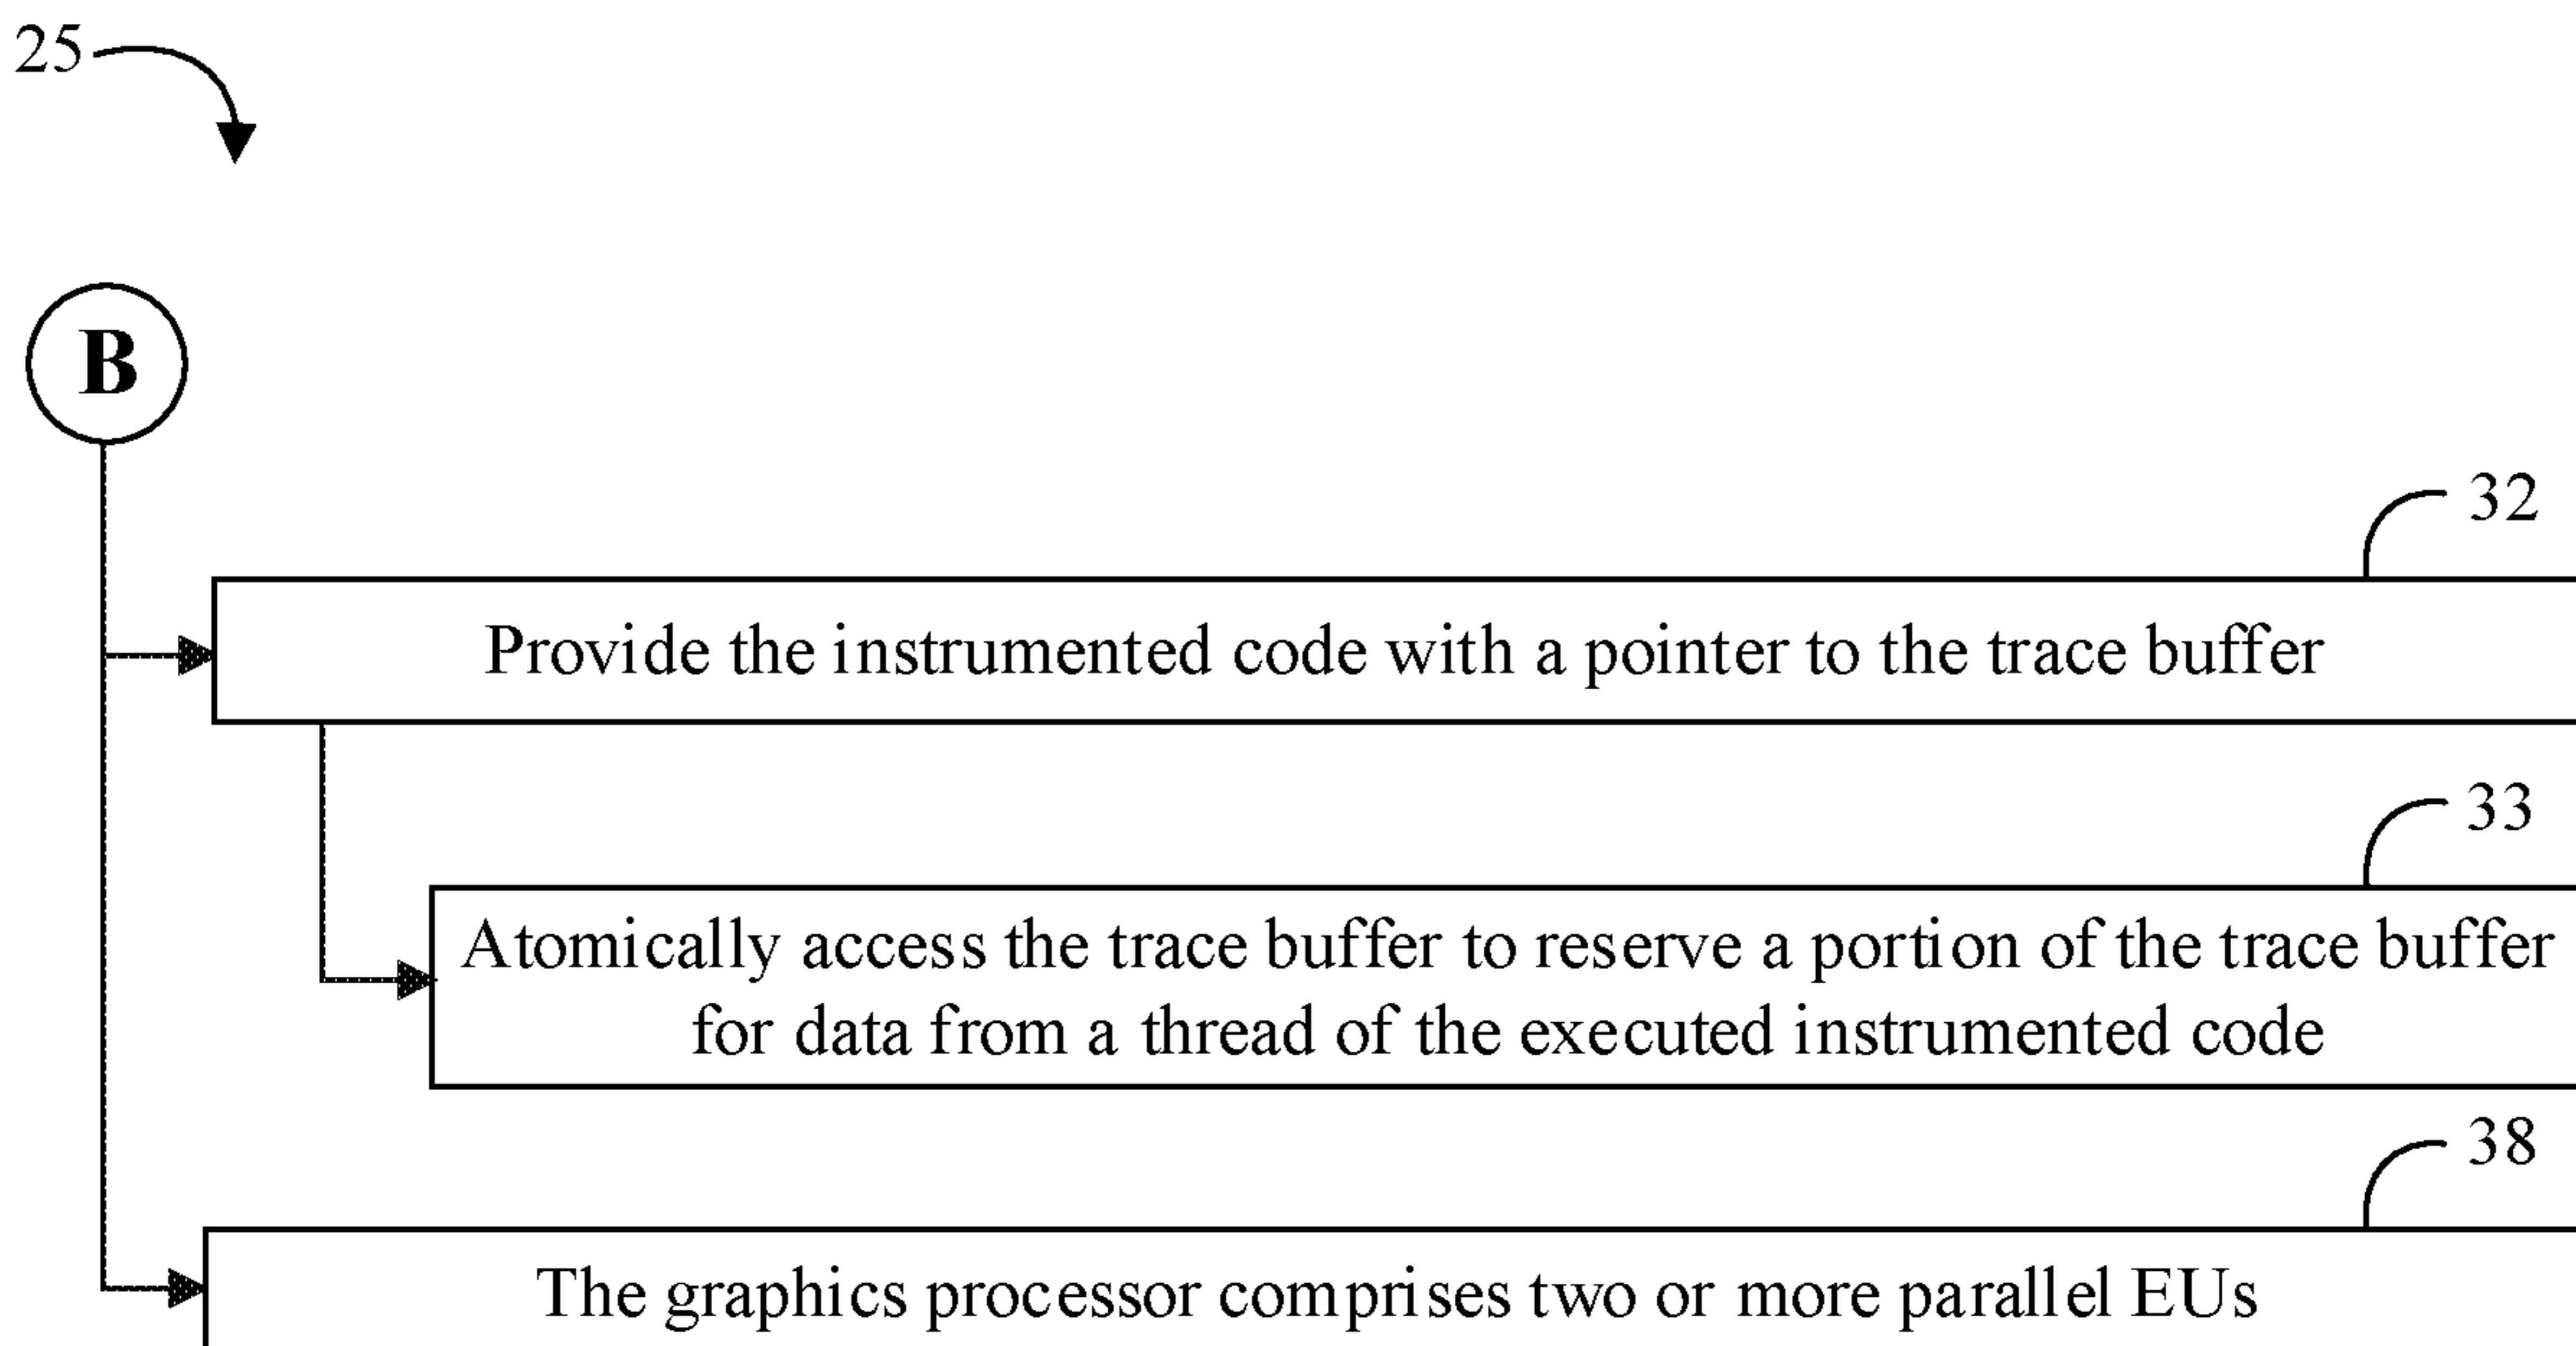 25
B
32
Provide the instrumented code with a pointer to the trace buffer
33
Atomically access the trace buffer to reserve a portion of the trace buffer
for data from a thread of the executed instrumented code
38
The graphics processor comprises two or more parallel EUs